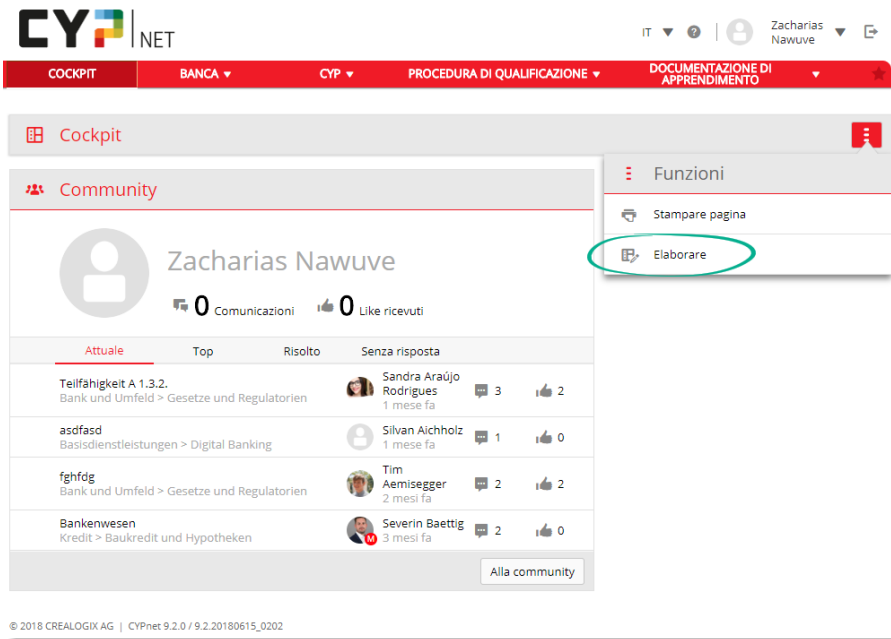 CYP NET
IT ▼ ? Zacharias
Nawuve ▼
COCKPIT BANCA ▼ CYP ▼ PROCEDURA DI QUALIFICAZIONE ▼ DOCUMENTAZIONE DI
APPRENDIMENTO ▼
Cockpit
Funzioni
Stampare pagina
Elaborare
Community
Zacharias Nawuve
0 Comunicazioni 0 Like ricevuti
Attuale Top Risolto Senza risposta
Teilfähigkeit A 1.3.2.
Bank und Umfeld > Gesetze und Regulatorien
Sandra Araújo
Rodrigues
1 mese fa
3 2
asdfasd
Basisdienstleistungen > Digital Banking
Silvan Aichholz
1 mese fa
1 0
fghfdg
Bank und Umfeld > Gesetze und Regulatorien
Tim
Aemisegger
2 mesi fa
2 2
Bankenwesen
Kredit > Baukredit und Hypotheken
M
Severin Baettig
3 mesi fa
2 0
Alla community
© 2018 CREALOGIX AG | CYPnet 9.2.0 / 9.2.20180615_0202